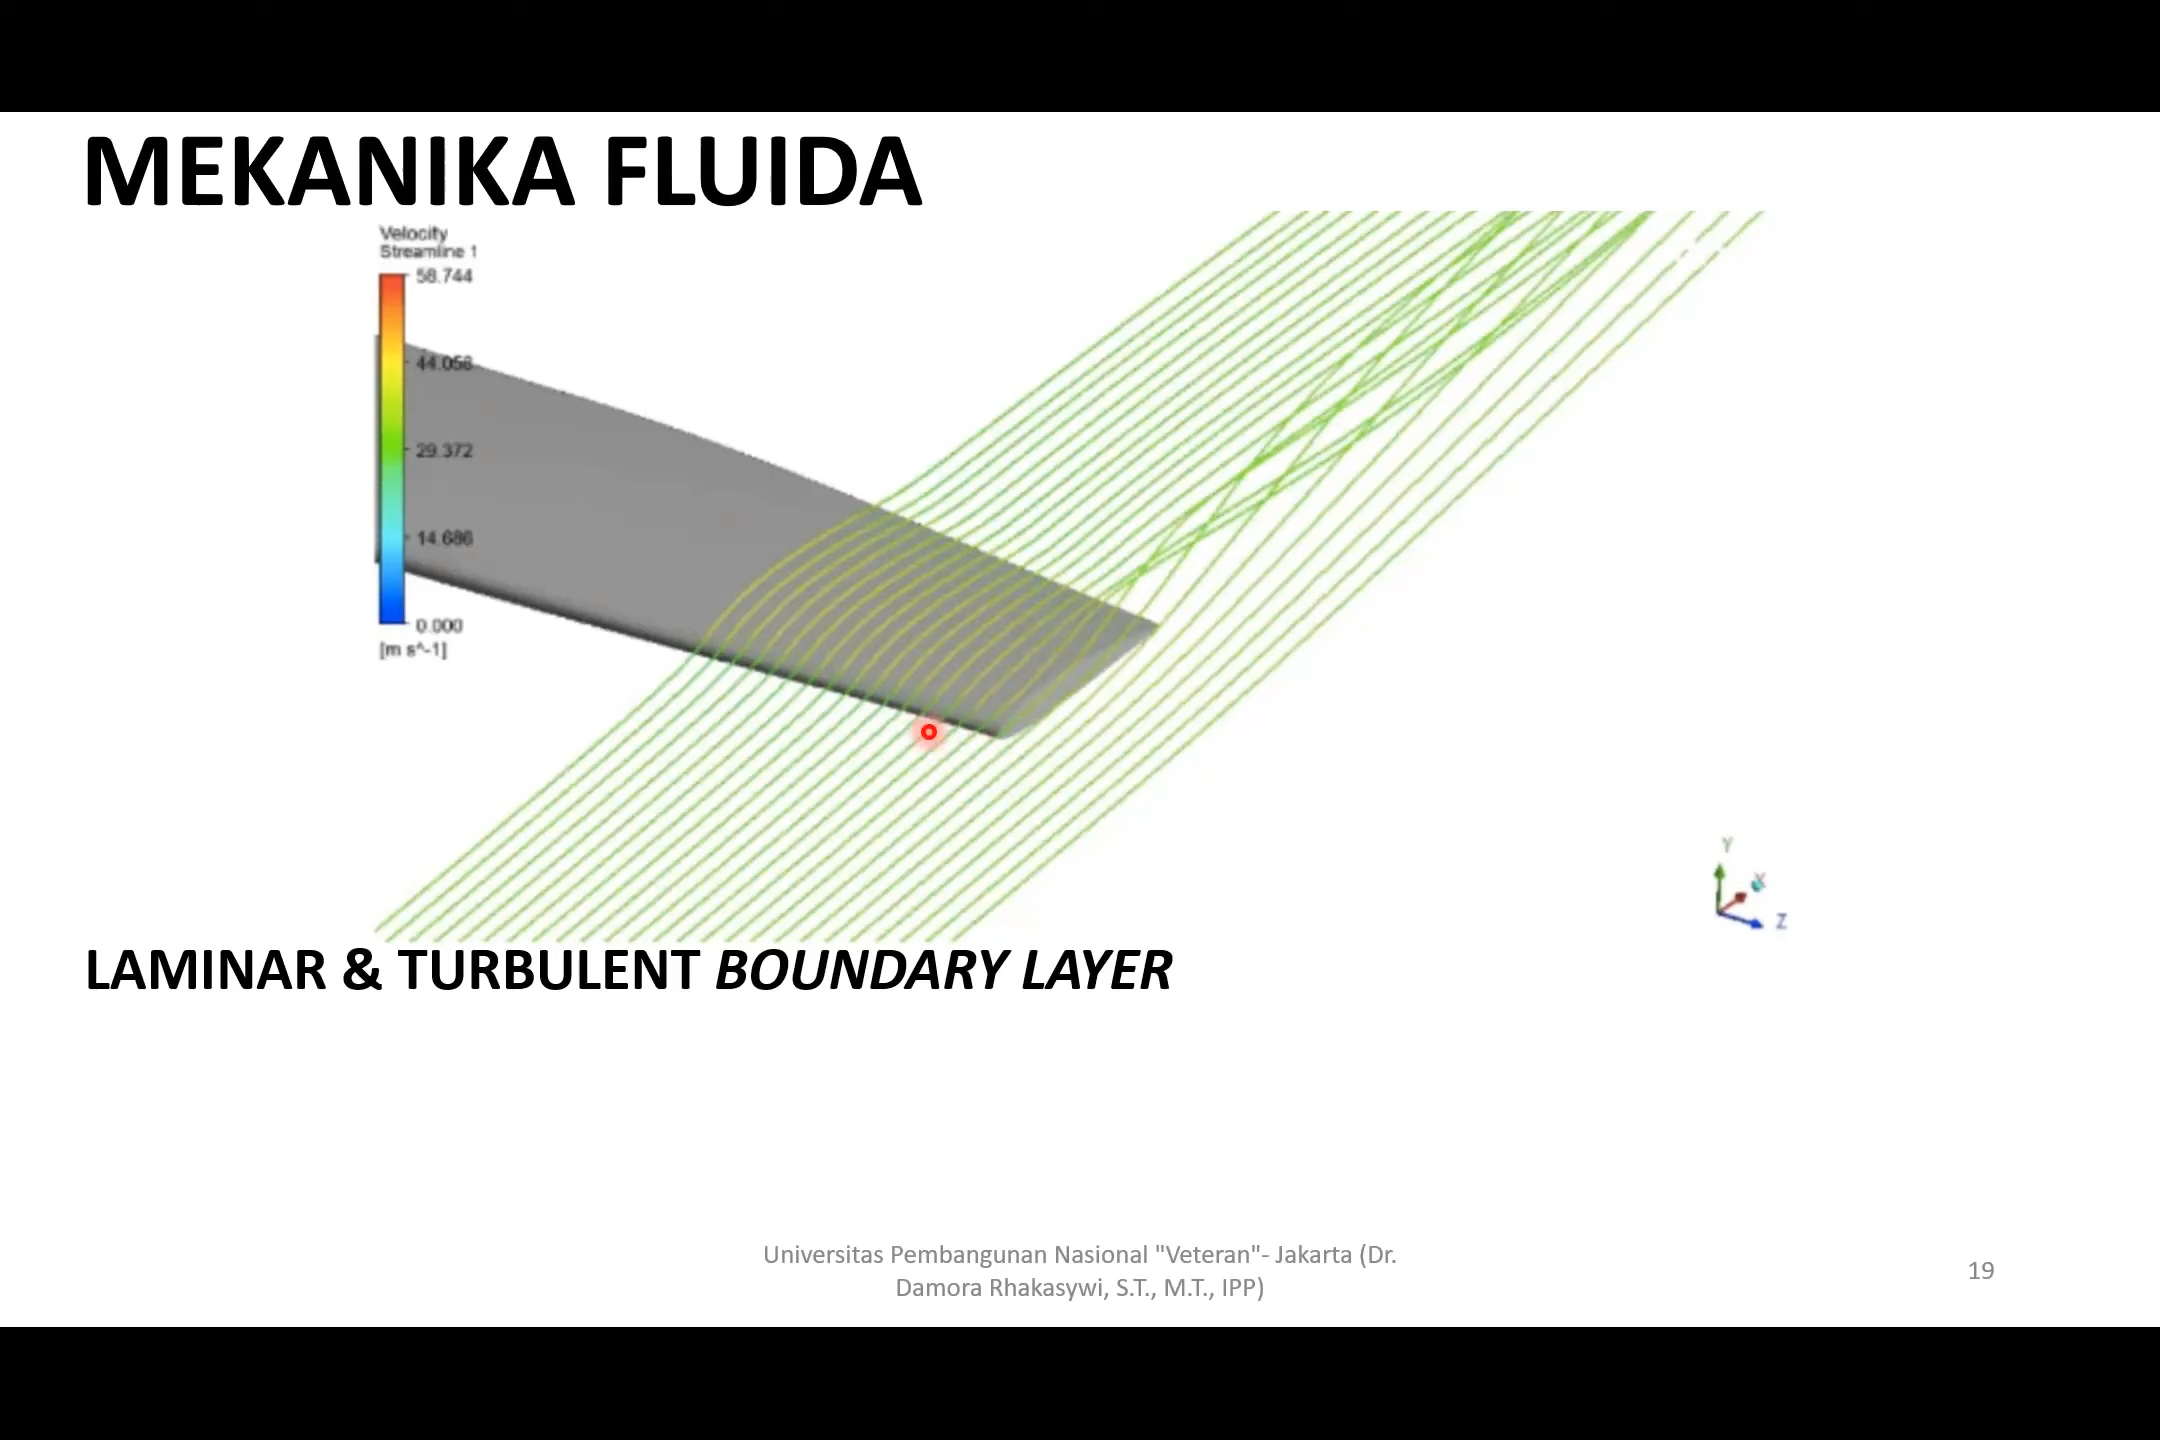 MEKANIKA FLUIDA
Velocity
Streamline 1
58.744
44.056
29.372
14.686
0.000
[m s^-1]
Y
X
Z
LAMINAR & TURBULENT BOUNDARY LAYER
Universitas Pembangunan Nasional "Veteran"- Jakarta (Dr.
Damora Rhakasywi, S.T., M.T., IPP)
19